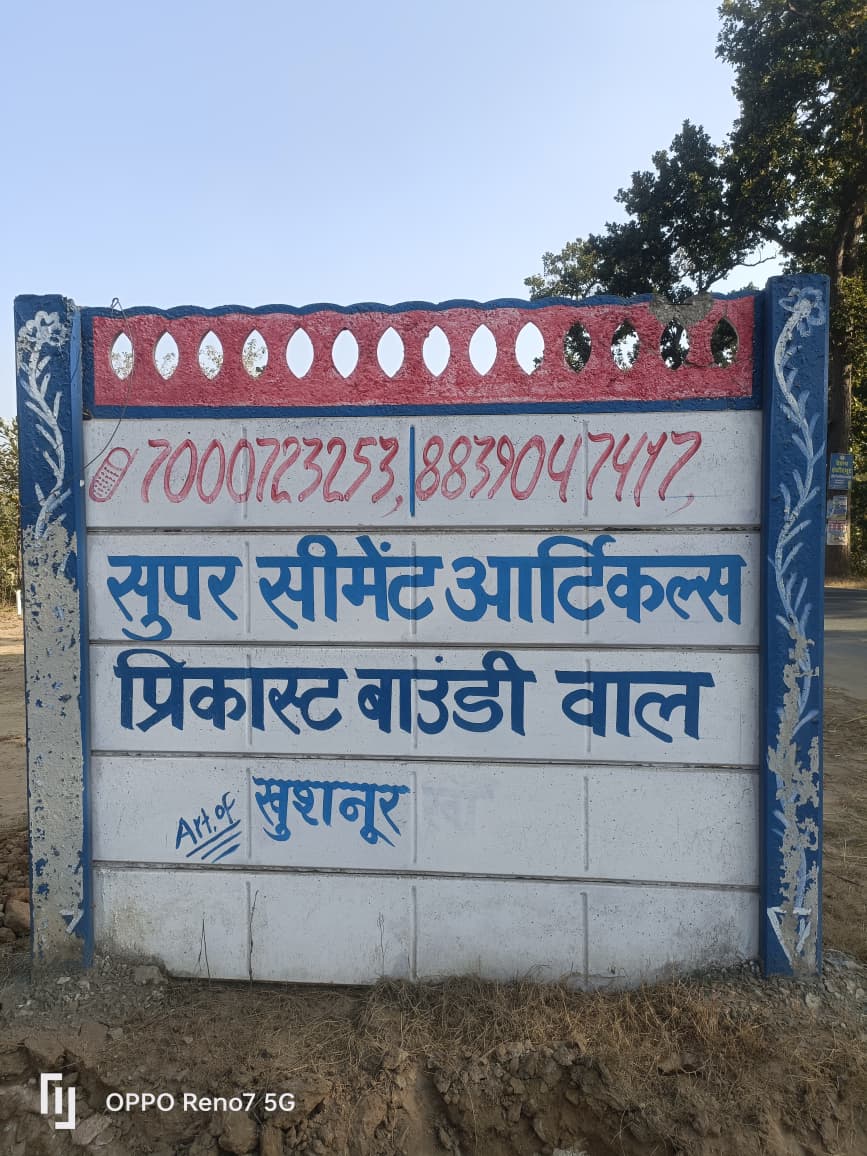 7000723253, 8839047417,
सुपर सीमेंट आर्टिकल्स
प्रिकास्ट बाउंडी वाल
Art. of खुशनूर
OPPO Reno7 5G